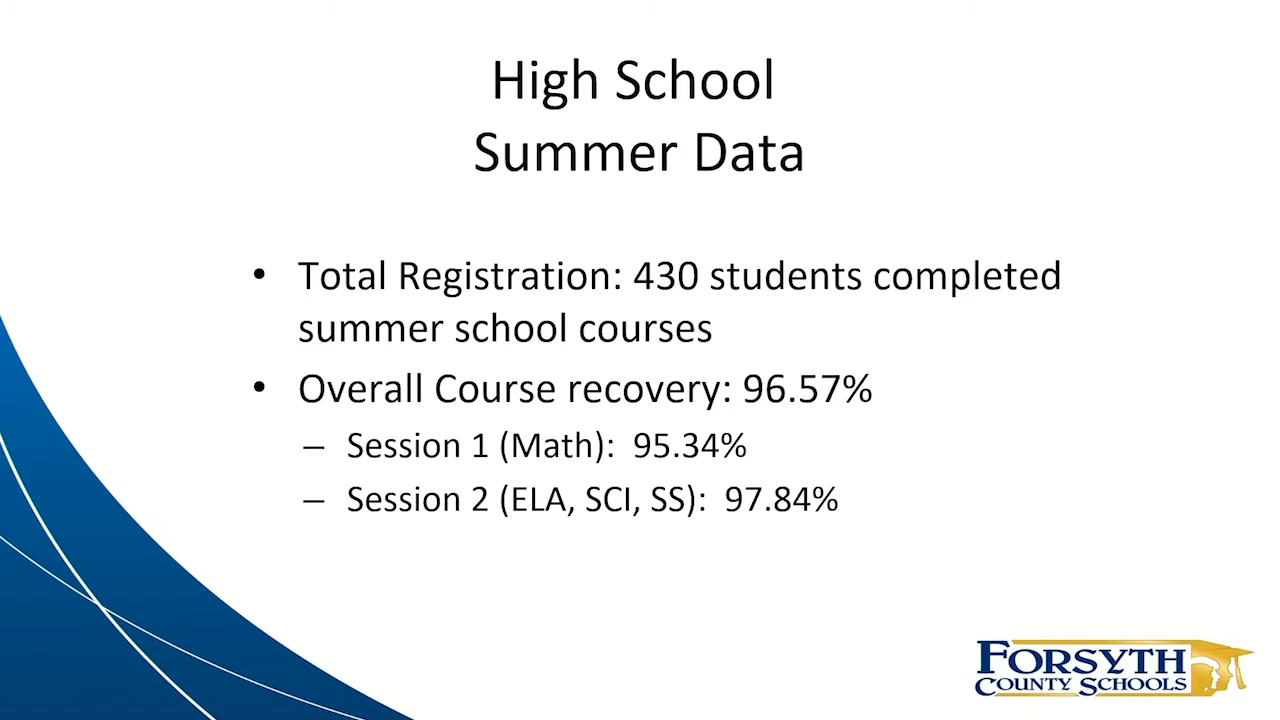 High School
Summer Data
• Total Registration: 430 students completed
summer school courses
• Overall Course recovery: 96.57%
– Session 1 (Math): 95.34%
– Session 2 (ELA, SCI, SS): 97.84%
FORSYTH
COUNTY SCHOOLS